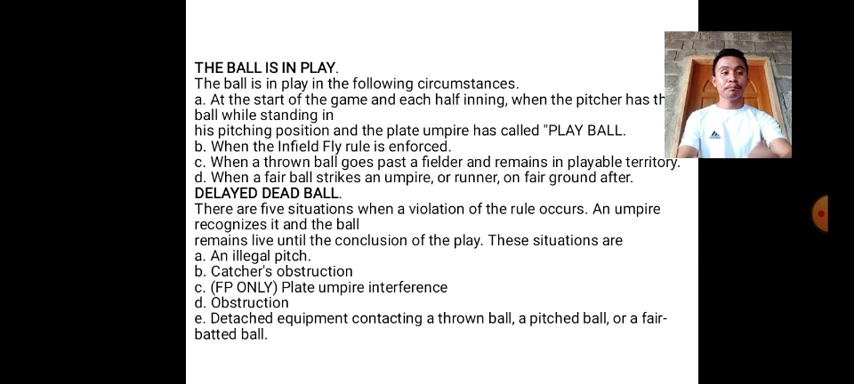 THE BALL IS IN PLAY.
The ball is in play in the following circumstances.
a. At the start of the game and each half inning, when the pitcher has th
ball while standing in
his pitching position and the plate umpire has called "PLAY BALL.
b. When the Infield Fly rule is enforced.
c. When a thrown ball goes past a fielder and remains in playable territory.
d. When a fair ball strikes an umpire, or runner, on fair ground after.
DELAYED DEAD BALL.
There are five situations when a violation of the rule occurs. An umpire
recognizes it and the ball
remains live until the conclusion of the play. These situations are
a. An illegal pitch.
b. Catcher's obstruction
c. (FP ONLY) Plate umpire interference
d. Obstruction
e. Detached equipment contacting a thrown ball, a pitched ball, or a fair-
batted ball.